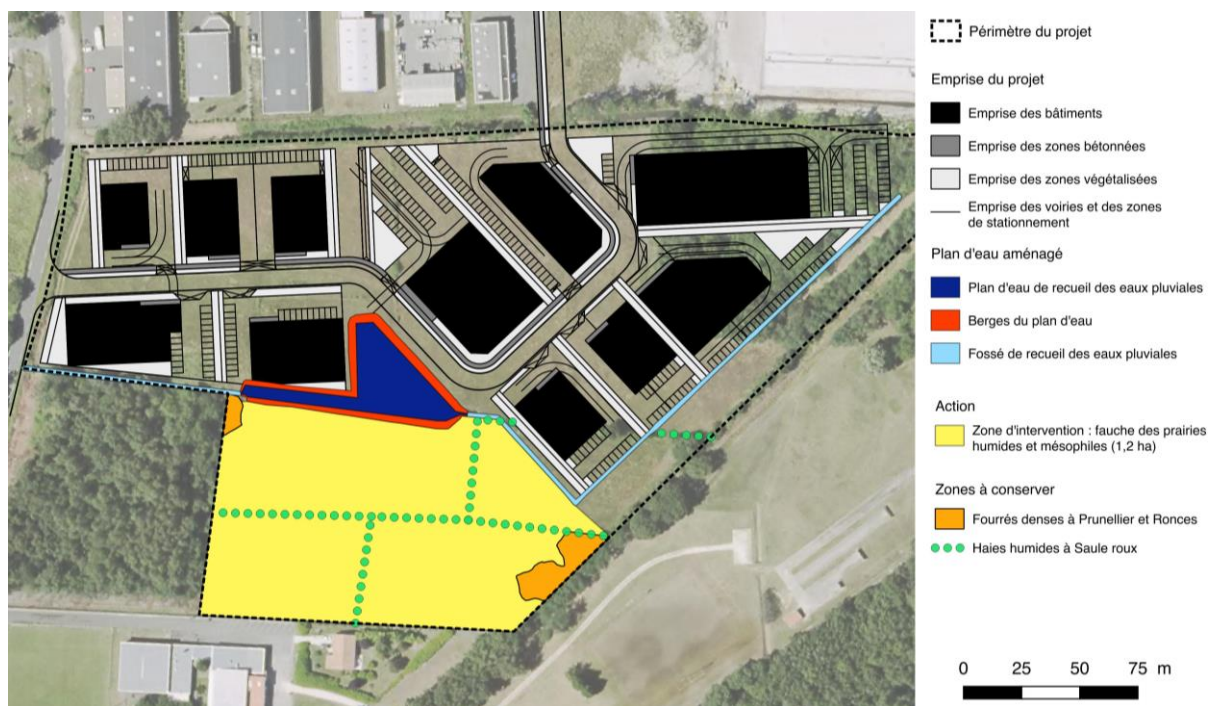 Périmètre du projet
Emprise du projet
Emprise des bâtiments
Emprise des zones bétonnées
Emprise des zones végétalisées
Emprise des voiries et des zones
de stationnement
Plan d'eau aménagé
Plan d'eau de recueil des eaux pluviales
Berges du plan d'eau
Fossé de recueil des eaux pluviales
Action
Zone d'intervention : fauche des prairies
humides et mésophiles (1,2 ha)
Zones à conserver
Fourrés denses à Prunellier et Ronces
Haies humides à Saule roux
0 25 50 75 m